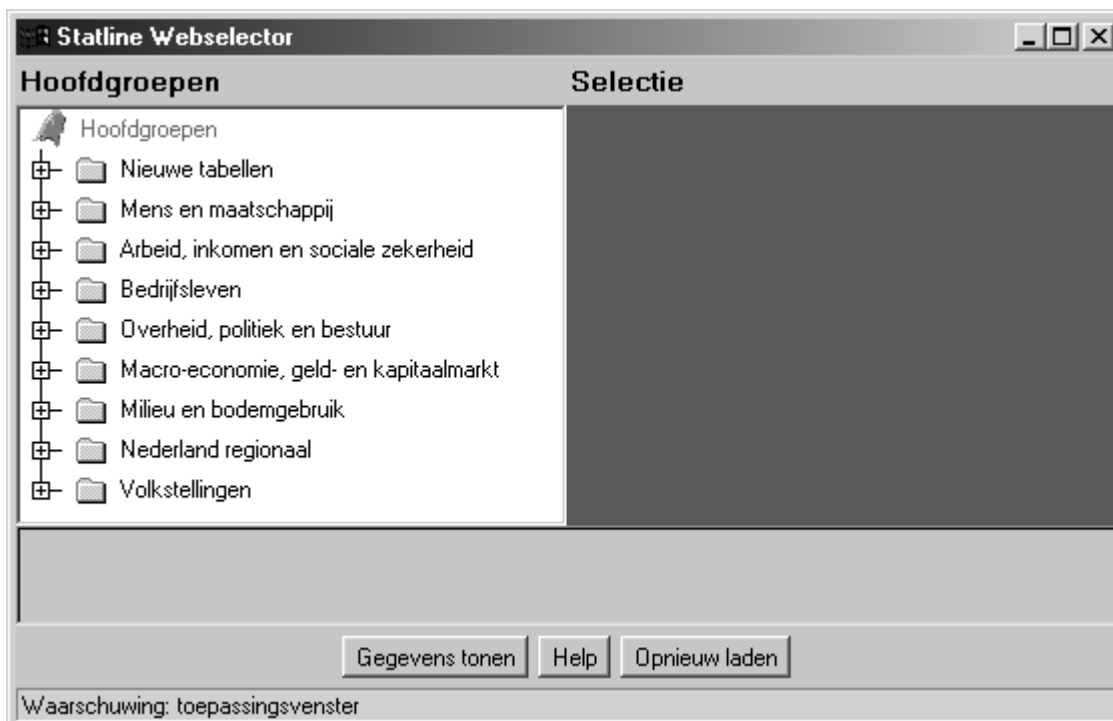 Statline Webselector
Hoofdgroepen
Selectie
Hoofdgroepen
Nieuwe tabellen
Mens en maatschappij
Arbeid, inkomen en sociale zekerheid
Bedrijfsleven
Overheid, politiek en bestuur
Macro-economie, geld- en kapitaalmarkt
Milieu en bodemgebruik
Nederland regionaal
Volkstellingen
Gegevens tonen
Help
Opnieuw laden
Waarschuwing: toepassingsvenster